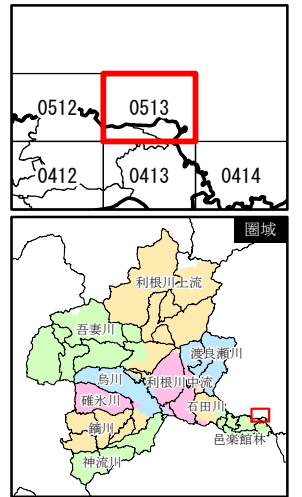 0512 0513
0412 0413 0414
圏域
利根川上流
吾妻川
渡良瀬川
烏川 利根川中流
碓氷川
石田川
鏑川
邑楽館林
神流川